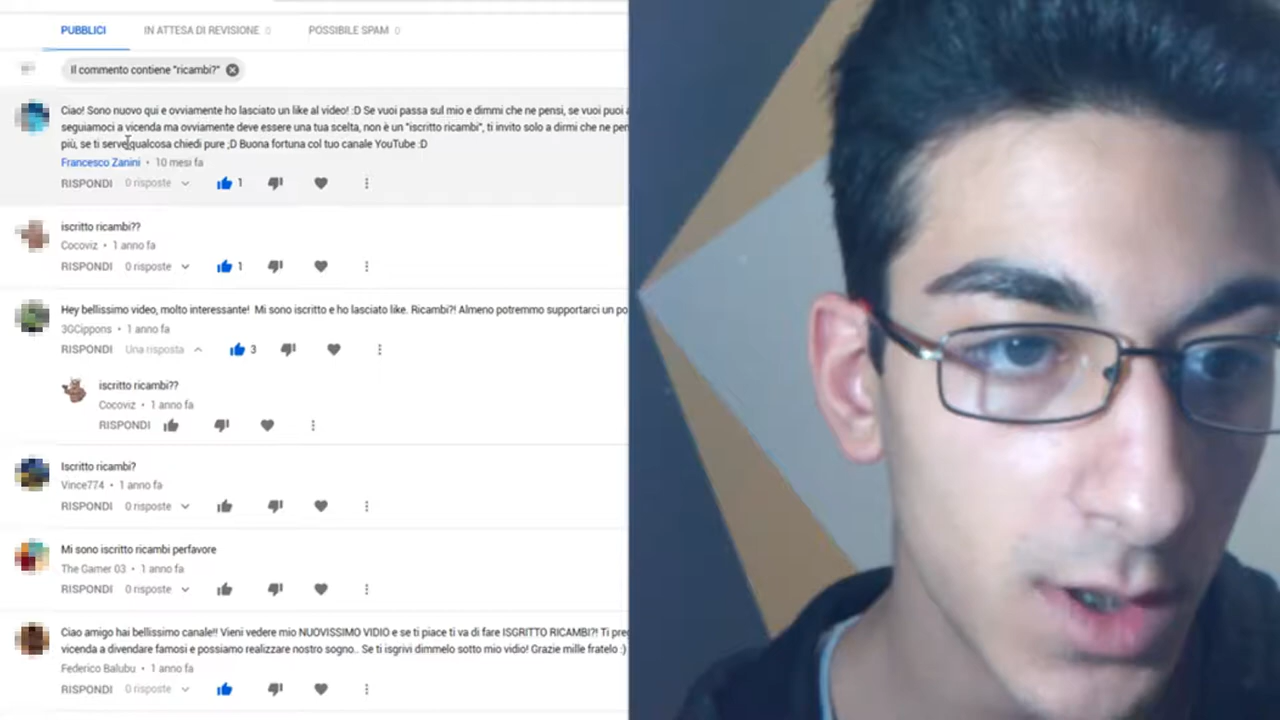 PUBBLICI IN ATTESA DI REVISIONE 0 POSSIBILE SPAM 0
Il commento contiene "ricambi?"
Ciao! Sono nuovo qui e ovviamente ho lasciato un like al video! :D Se vuoi passa sul mio e dimmi che ne pensi, se vuoi puoi
seguiamoci a vicenda ma ovviamente deve essere una tua scelta, non è un "iscritto ricambi", ti invito solo a dirmi che ne
più, se ti serve qualcosa chiedi pure ;D Buona fortuna col tuo canale YouTube :D
Francesco Zanini • 10 mesi fa
RISPONDI 0 risposte 1
iscritto ricambi??
Cocoviz • 1 anno fa
RISPONDI 0 risposte 1
Hey bellissimo video, molto interessante! Mi sono iscritto e ho lasciato like. Ricambi?! Almeno potremmo supportarci un
RISPONDI Una risposta 3
3GCippons • 1 anno fa
iscritto ricambi??
Cocoviz • 1 anno fa
RISPONDI
Iscritto ricambi?
Vince774 • 1 anno fa
RISPONDI 0 risposte
Mi sono iscritto ricambi perfavore
The Gamer 03 • 1 anno fa
RISPONDI 0 risposte
Ciao amigo hai bellissimo canale!! Vieni vedere mio NUOVISSIMO VIDIO e se ti piace ti va di fare ISGRITTO RICAMBI?! Ti
vicenda a divendare famosi e possiamo realizzare nostro sogno.. Se ti isgrivi dimmelo sotto mio vidio! Grazie mille fratelo :)
Federico Balubu • 1 anno fa
RISPONDI 0 risposte